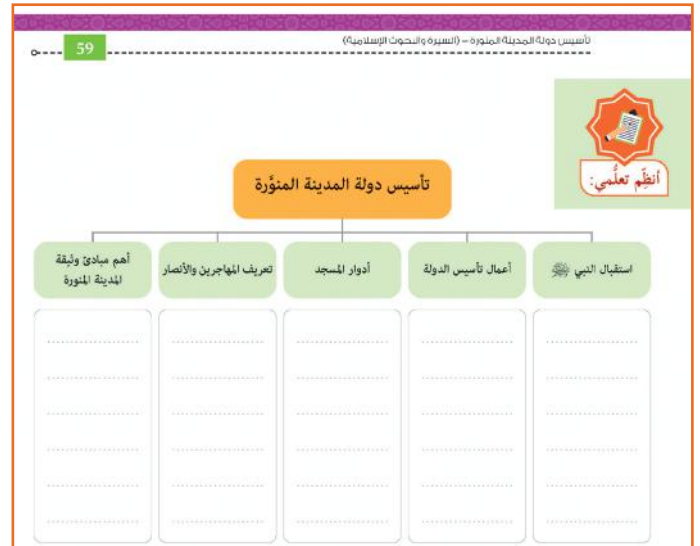 تأسيس دولة المدينة المنورة – (السيرة والبحوث الإسلامية)
59
أنظِّم تعلُّمي:
تأسيس دولة المدينة المنوَّرة
استقبال النبي ﷺ
أعمال تأسيس الدولة
أدوار المسجد
تعريف المهاجرين والأنصار
أهم مبادئ وثيقة
المدينة المنورة